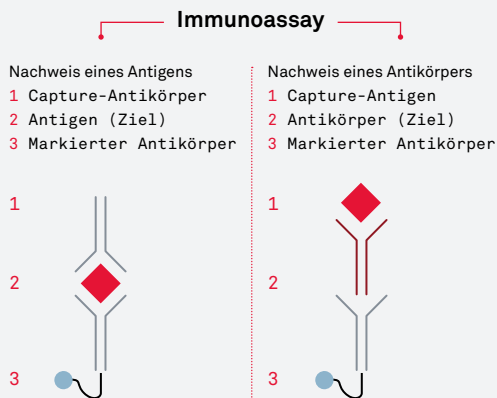 Immunoassay
Nachweis eines Antigens
1 Capture-Antikörper
2 Antigen (Ziel)
3 Markierter Antikörper
1
2
3
Nachweis eines Antikörpers
1 Capture-Antigen
2 Antikörper (Ziel)
3 Markierter Antikörper
1
2
3